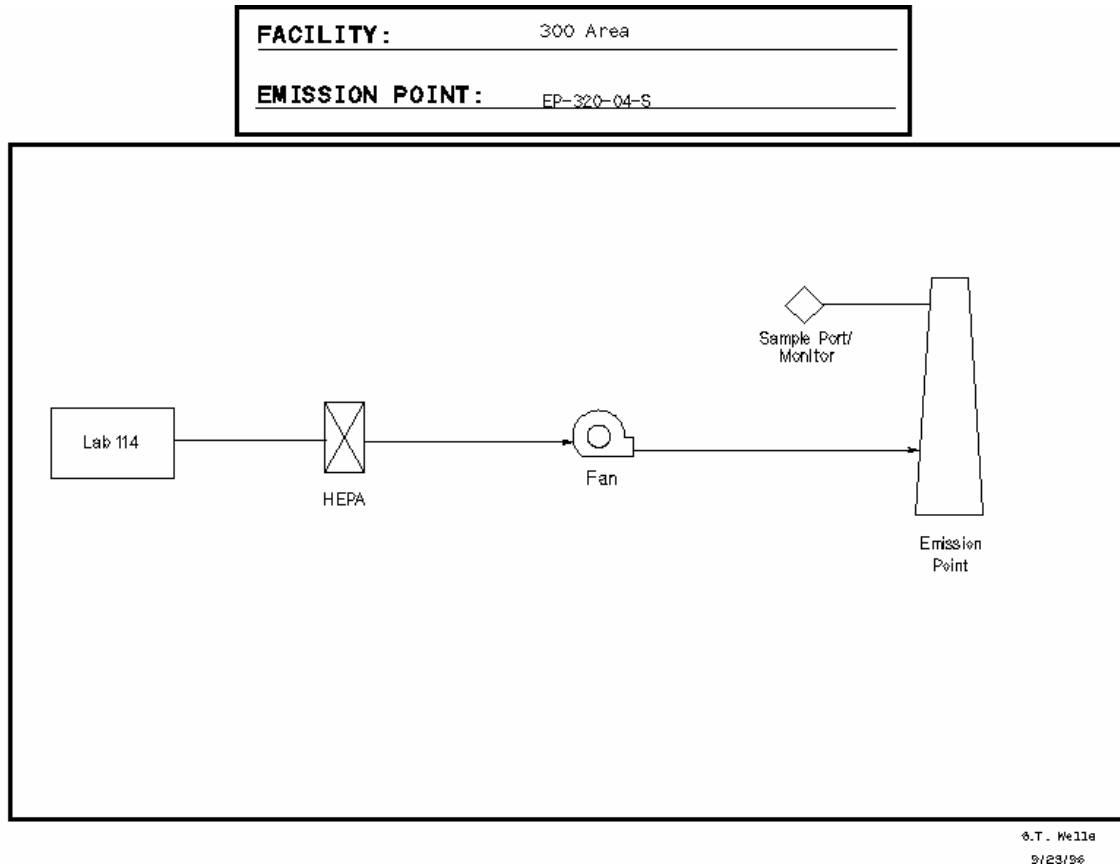 FACILITY: 300 Area
EMISSION POINT: EP-320-04-S
Sample Port/
Monitor
Lab 114
HEPA
Fan
Emission
Point
Wells
9/23/96